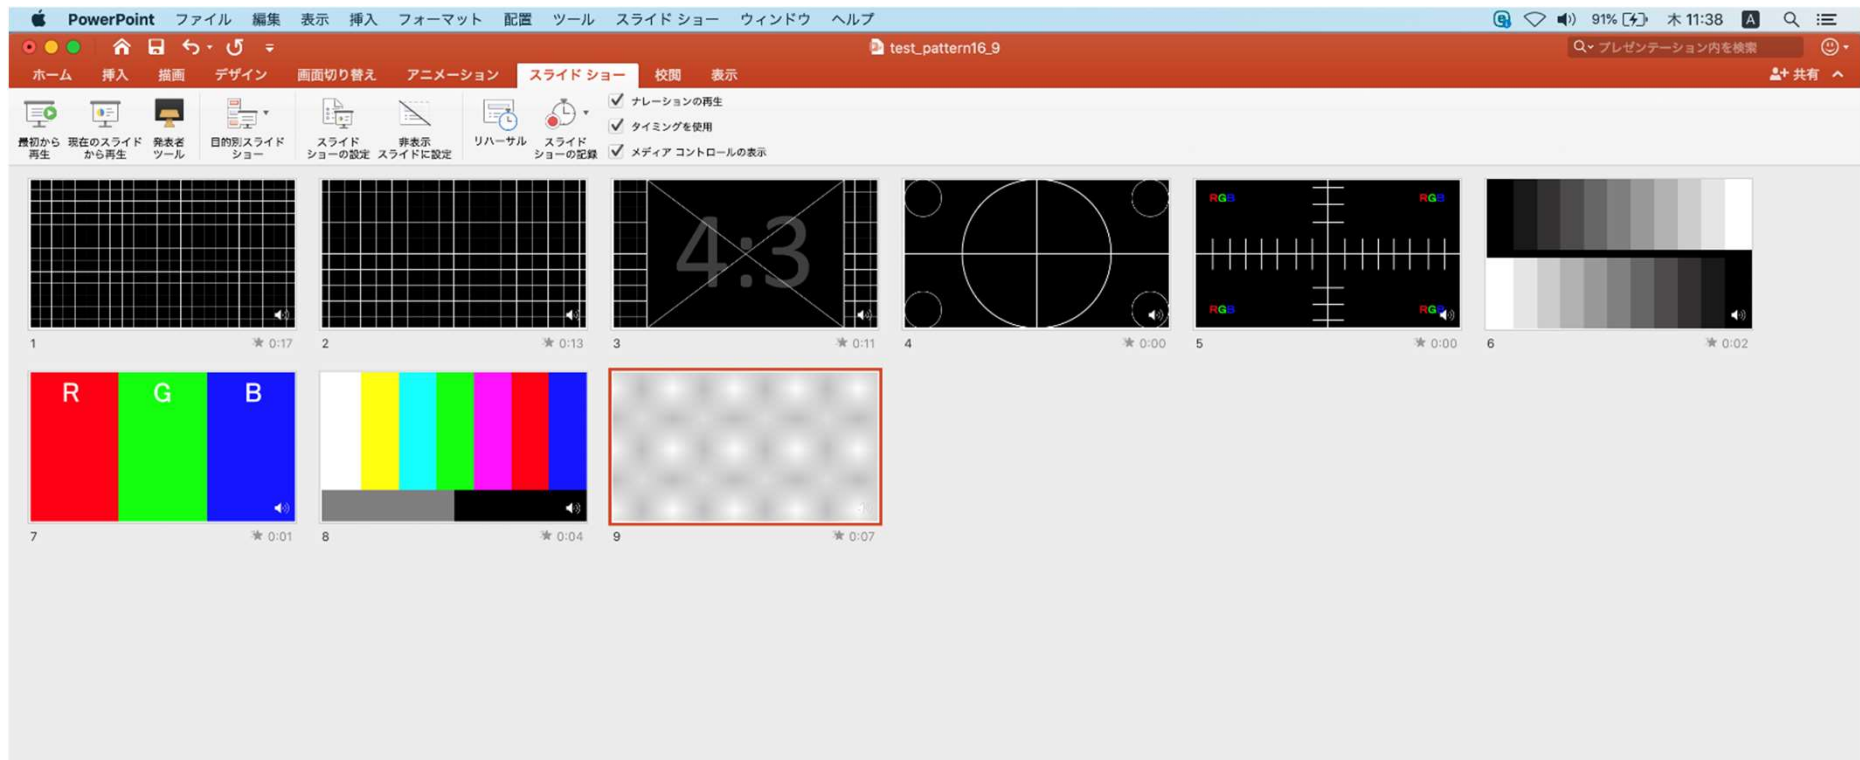 PowerPoint ファイル 編集 表示 挿入 フォーマット 配置 ツール スライド ショー ウィンドウ ヘルプ 91% 木 11:38 A
test_pattern16_9 プレゼンテーション内を検索
ホーム 挿入 描画 デザイン 画面切り替え アニメーション スライド ショー 校閲 表示 共有
最初から
再生
現在のスライド
から再生
発表者
ツール
目的別スライド
ショー
スライド
ショーの設定
非表示
スライドに設定
リハーサル
スライド
ショーの記録
ナレーションの再生
タイミングを使用
メディア コントロールの表示
4:3
RGB RGB
RGB RGB
1 0:17 2 0:13 3 0:11 4 0:00 5 0:00 6 0:02
R G B
7 0:01 8 0:04 9 0:07